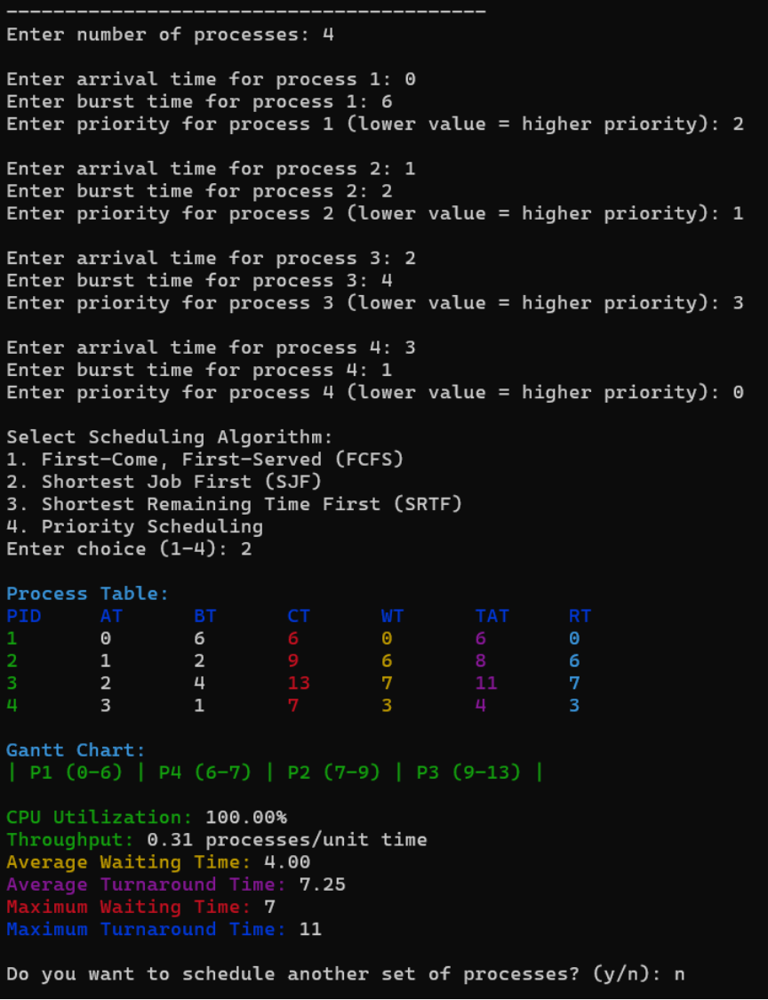 -----------------------------------------
Enter number of processes: 4
Enter arrival time for process 1: 0
Enter burst time for process 1: 6
Enter priority for process 1 (lower value = higher priority): 2
Enter arrival time for process 2: 1
Enter burst time for process 2: 2
Enter priority for process 2 (lower value = higher priority): 1
Enter arrival time for process 3: 2
Enter burst time for process 3: 4
Enter priority for process 3 (lower value = higher priority): 3
Enter arrival time for process 4: 3
Enter burst time for process 4: 1
Enter priority for process 4 (lower value = higher priority): 0
Select Scheduling Algorithm:
1. First-Come, First-Served (FCFS)
2. Shortest Job First (SJF)
3. Shortest Remaining Time First (SRTF)
4. Priority Scheduling
Enter choice (1-4): 2
Process Table:
PID AT BT CT WT TAT RT
1 0 6 6 0 6 0
2 1 2 9 6 8 6
3 2 4 13 7 11 7
4 3 1 7 3 4 3
Gantt Chart:
| P1 (0-6) | P4 (6-7) | P2 (7-9) | P3 (9-13) |
CPU Utilization: 100.00%
Throughput: 0.31 processes/unit time
Average Waiting Time: 4.00
Average Turnaround Time: 7.25
Maximum Waiting Time: 7
Maximum Turnaround Time: 11
Do you want to schedule another set of processes? (y/n): n